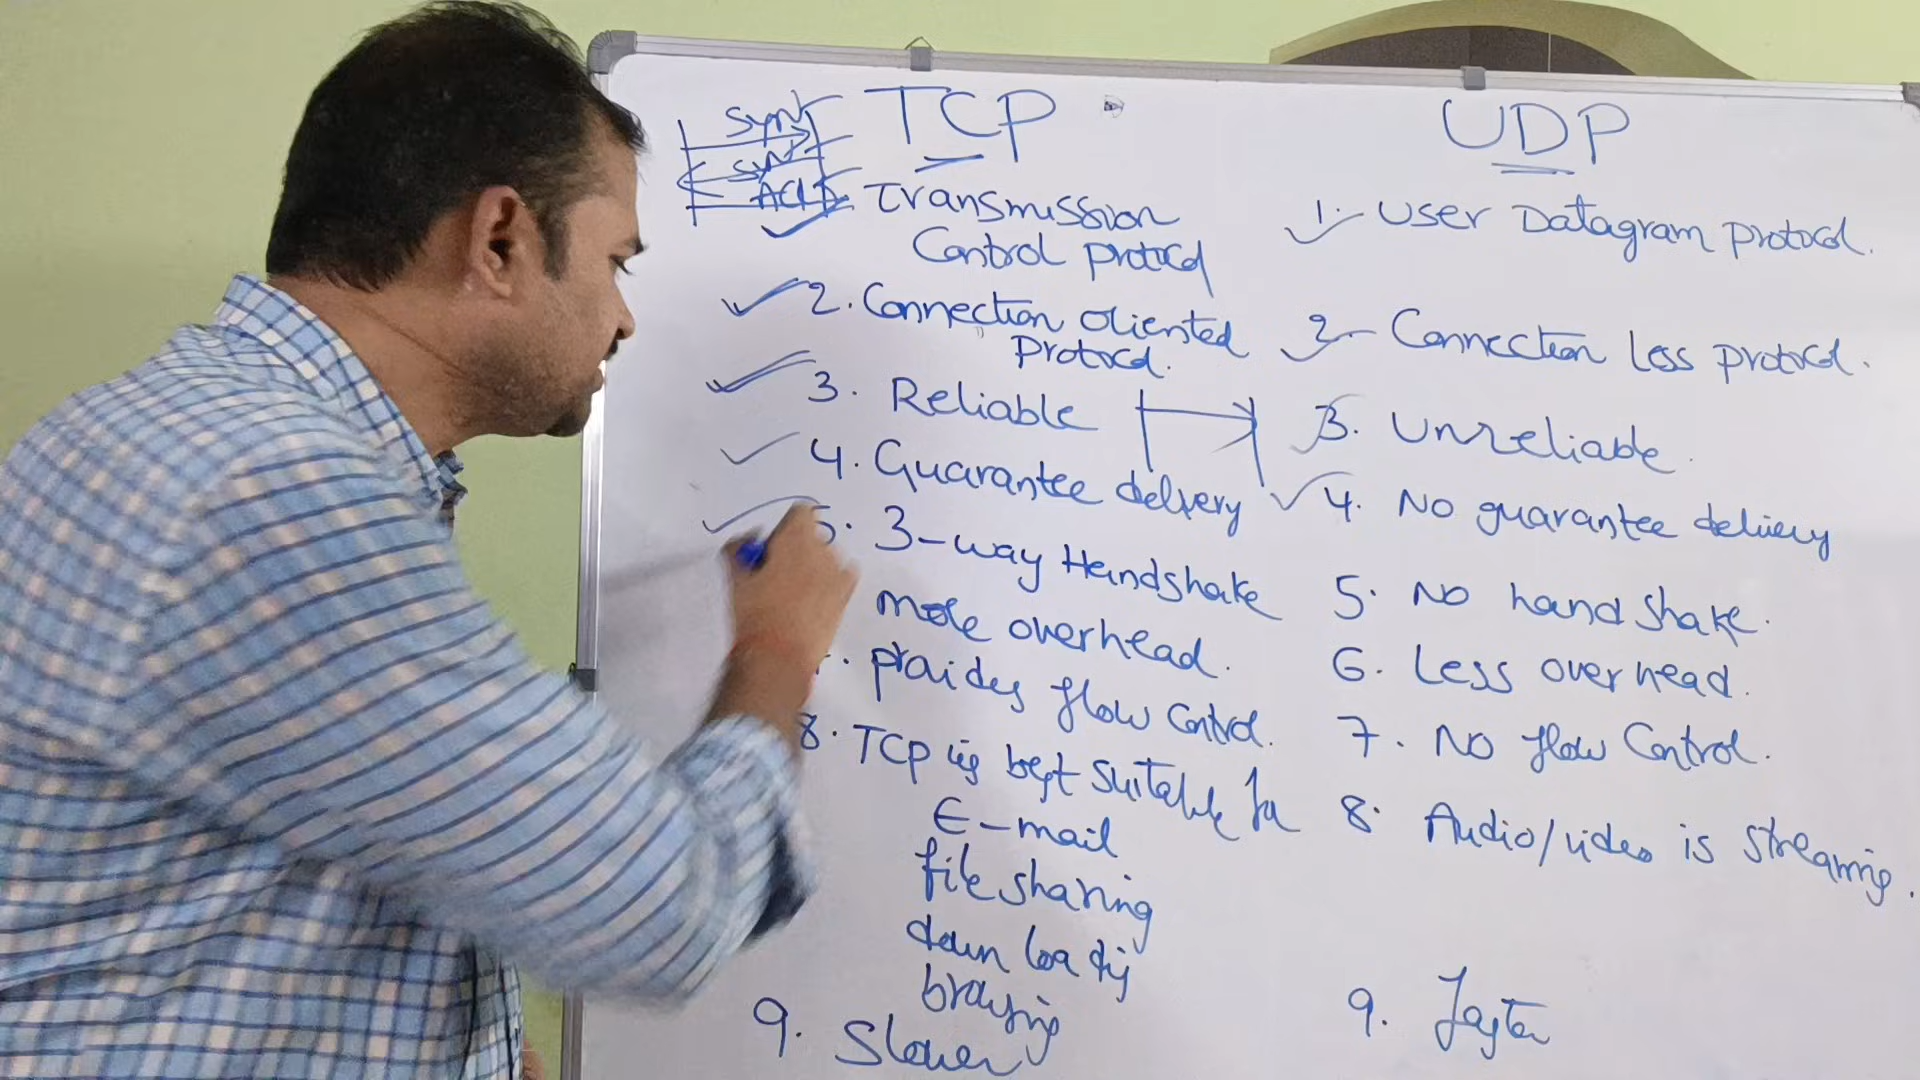 Syn
TCP
UDP
Syn
ACK
Transmission
Control protocol
1. User Datagram protocol.
2. Connection oriented
protocol.
2. Connection less protocol.
3. Reliable
3. Unreliable.
4. Guarantee delivery
4. No guarantee delivery
5. 3-way Handshake
5. No hand shake.
more overhead.
6. Less over head.
. provides flow control.
7. No flow control.
8. TCP is best suitable for
8. Audio/video is streaming.
E-mail
file sharing
down loading
browsing
9. Slower
9. faster